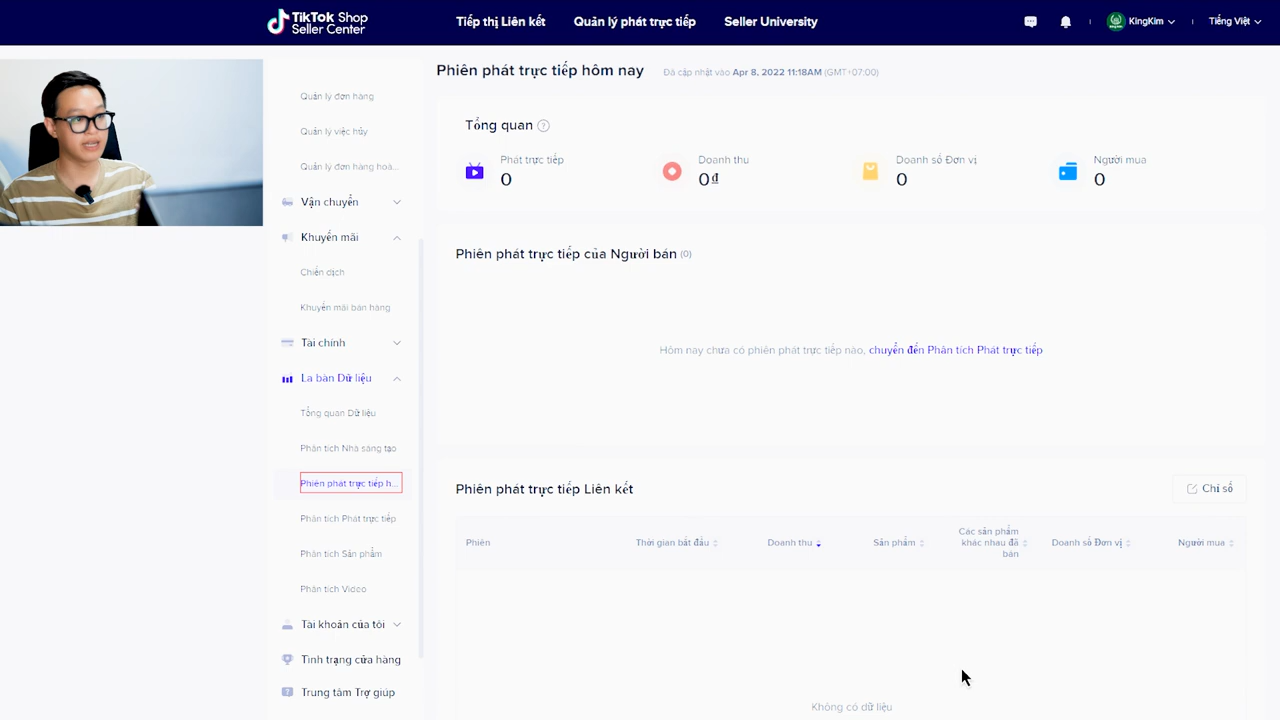 TikTok Shop
Seller Center
Tiếp thị Liên kết
Quản lý phát trực tiếp
Seller University
KingKim
Tiếng Việt
Quản lý đơn hàng
Quản lý việc hủy
Quản lý đơn hàng hoà...
Vận chuyển
Khuyến mãi
Chiến dịch
Khuyến mãi bán hàng
Tài chính
La bàn Dữ liệu
Tổng quan Dữ liệu
Phân tích Nhà sáng tạo
Phiên phát trực tiếp h...
Phân tích Phát trực tiếp
Phân tích Sản phẩm
Phân tích Video
Tài khoản của tôi
Tình trạng cửa hàng
Trung tâm Trợ giúp
Phiên phát trực tiếp hôm nay
Đã cập nhật vào Apr 8, 2022 11:18AM (GMT+07:00)
Tổng quan
Phát trực tiếp
0
Doanh thu
0₫
Doanh số Đơn vị
0
Người mua
0
Phiên phát trực tiếp của Người bán (0)
Hôm nay chưa có phiên phát trực tiếp nào, chuyển đến Phân tích Phát trực tiếp
Phiên phát trực tiếp Liên kết
Chỉ số
Phiên
Thời gian bắt đầu
Doanh thu
Sản phẩm
Các sản phẩm
khác nhau đã
bán
Doanh số Đơn vị
Người mua
Không có dữ liệu